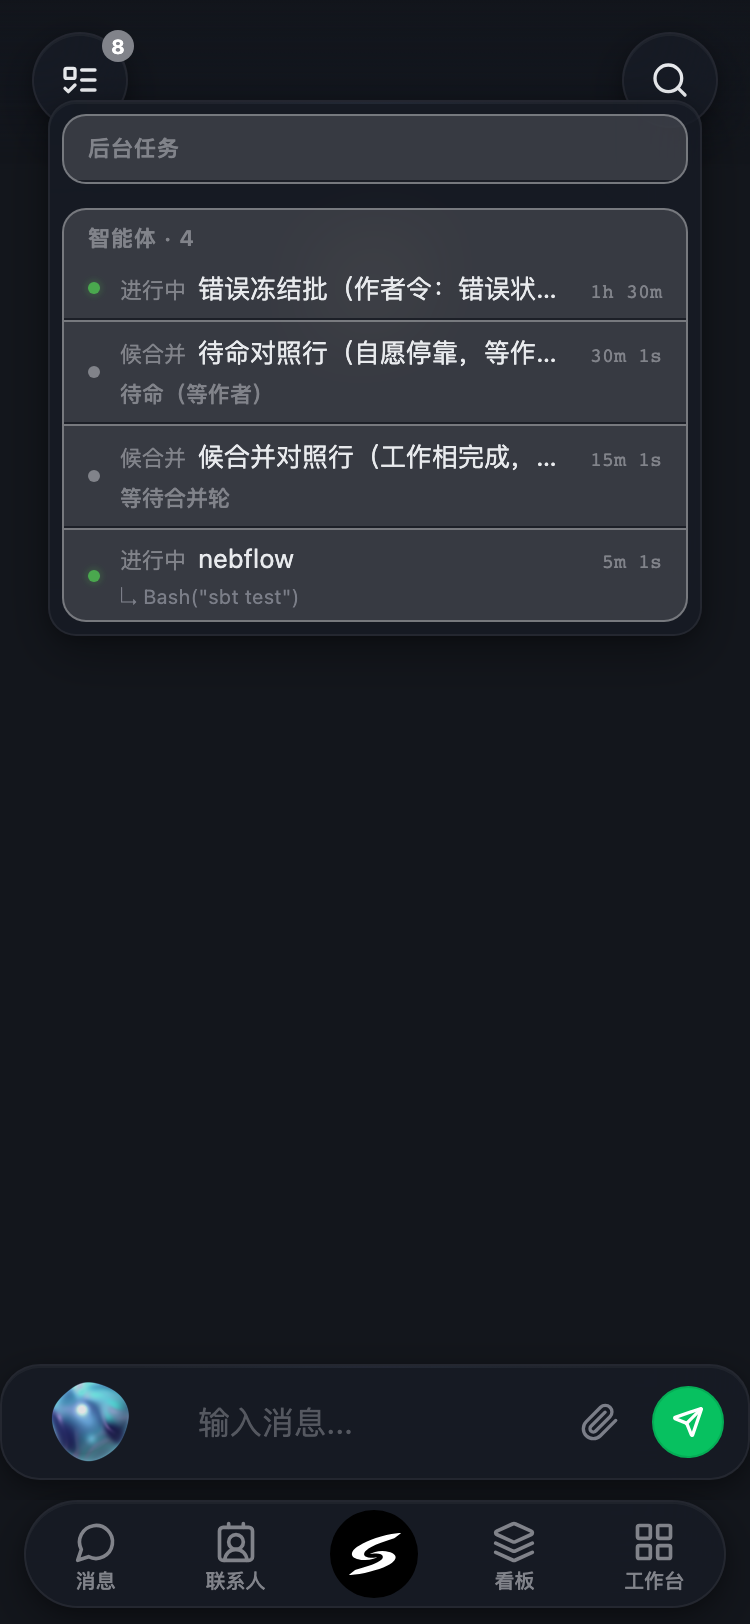 8
后台任务
智能体 · 4
进行中 错误冻结批（作者令：错误状... 1h 30m
候合并 待命对照行（自愿停靠，等作... 30m 1s
待命（等作者）
候合并 候合并对照行（工作相完成，... 15m 1s
等待合并轮
进行中 nebflow 5m 1s
Bash("sbt test")
输入消息...
消息 联系人 看板 工作台